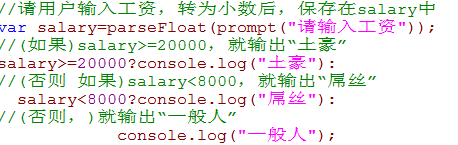 //请用户输入工资，转为小数后，保存在salary中
var salary=parseFloat(prompt("请输入工资"));
//(如果)salary>=20000，就输出“土豪”
salary>=20000?console.log("土豪"):
//(否则 如果)salary<8000，就输出“屌丝”
salary<8000?console.log("屌丝"):
//(否则，)就输出“一般人”
console.log("一般人");